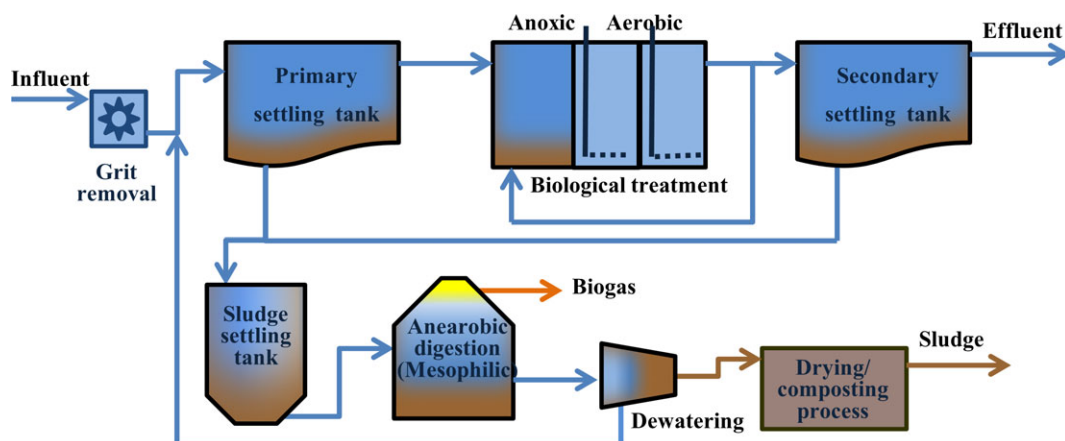 Anoxic Aerobic
Effluent
Influent
Primary
settling tank
Secondary
settling tank
Grit
removal
Biological treatment
Biogas
Sludge
settling
tank
Anearobic
digestion
(Mesophilic)
Sludge
Drying/
composting
process
Dewatering